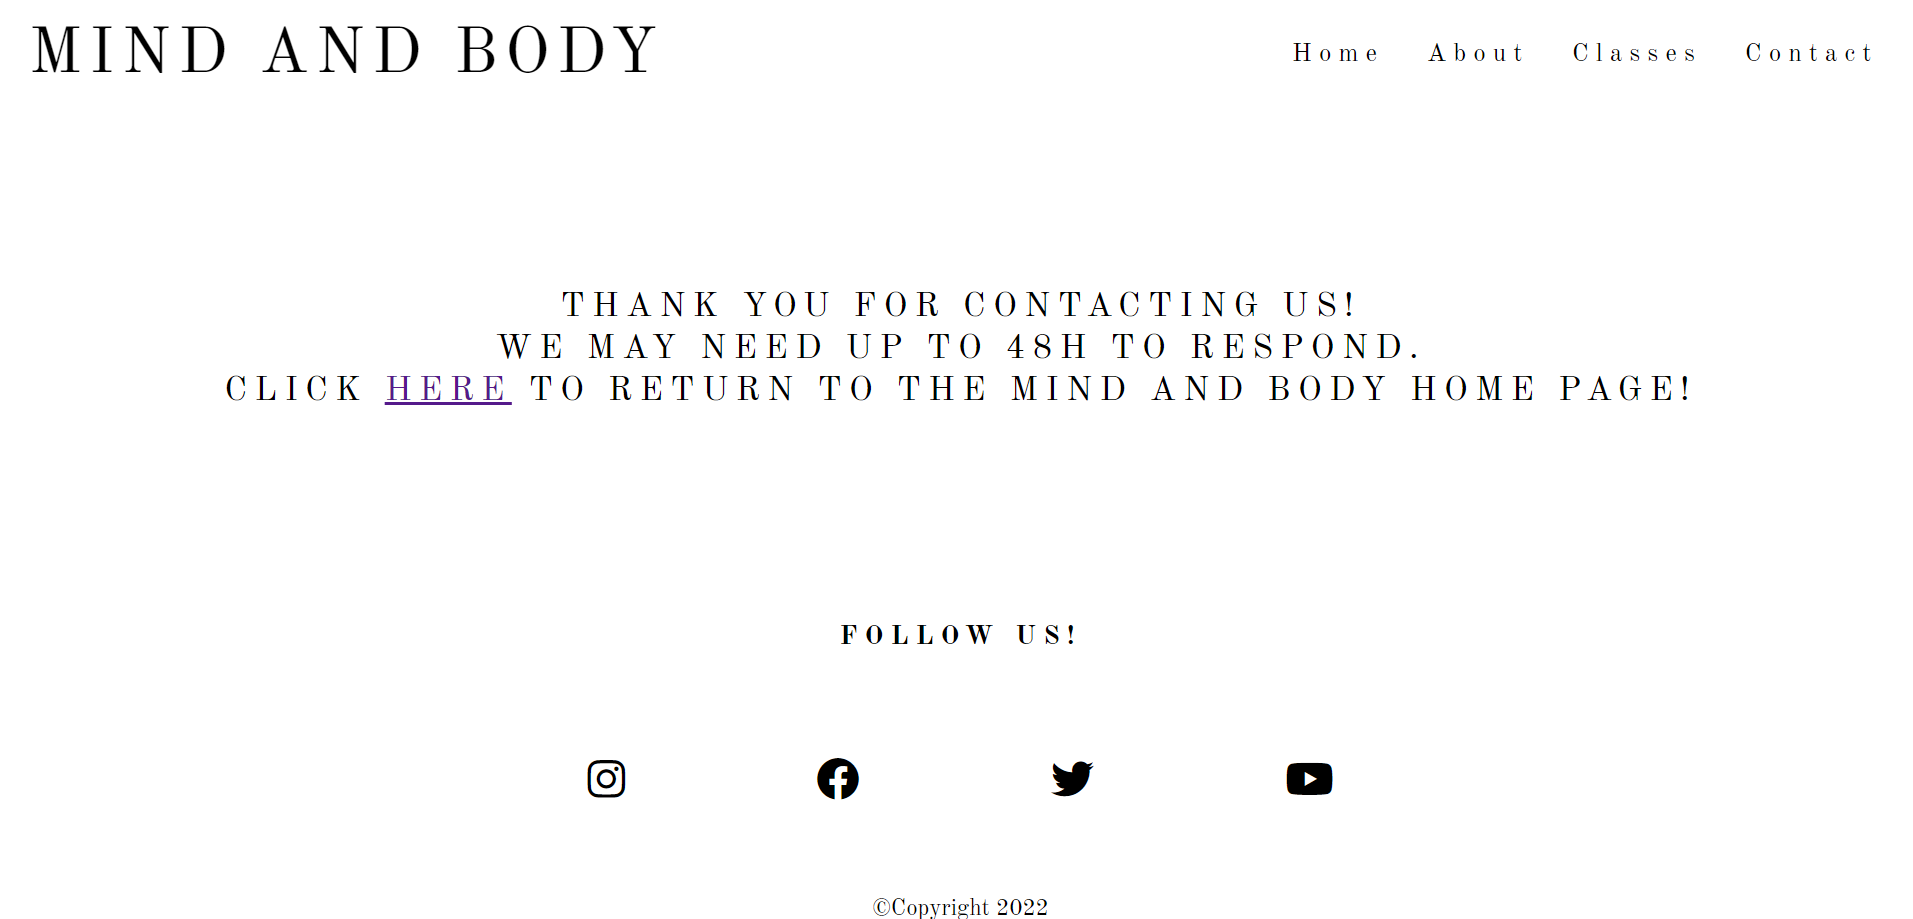 MIND AND BODY
Home About Classes Contact
THANK YOU FOR CONTACTING US!
WE MAY NEED UP TO 48H TO RESPOND.
CLICK HERE TO RETURN TO THE MIND AND BODY HOME PAGE!
FOLLOW US!
©Copyright 2022